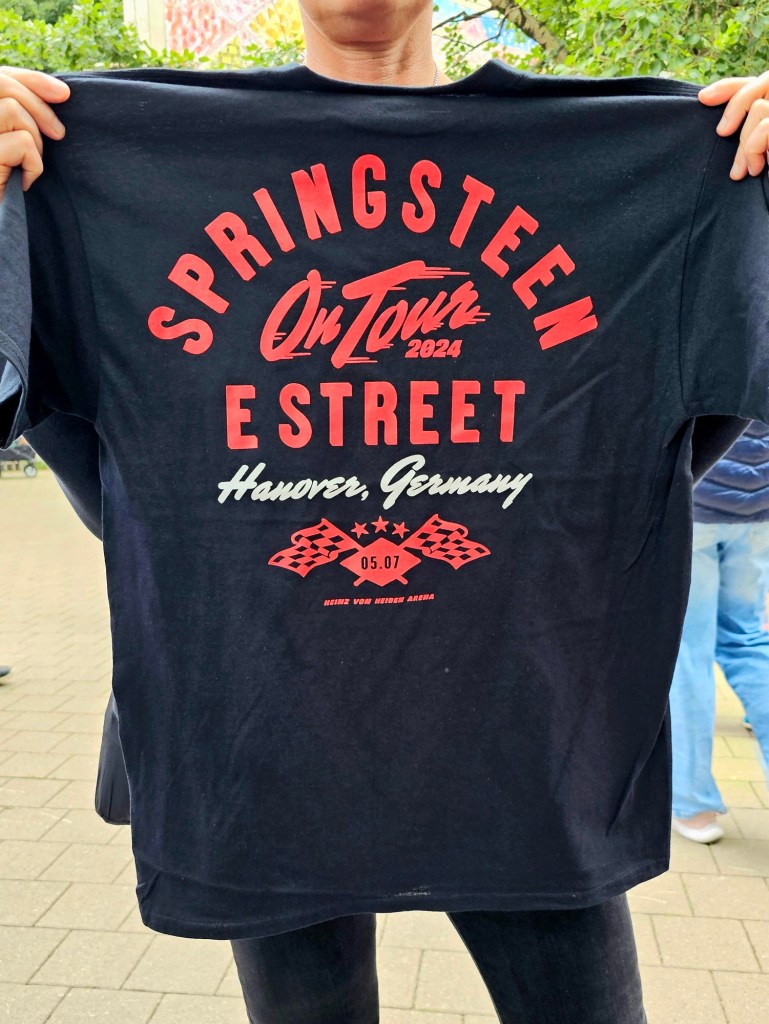 SPRINGSTEEN
On Tour
2024
E STREET
Hanover, Germany
05.07
HEINZ VON HEIDEN ARENA